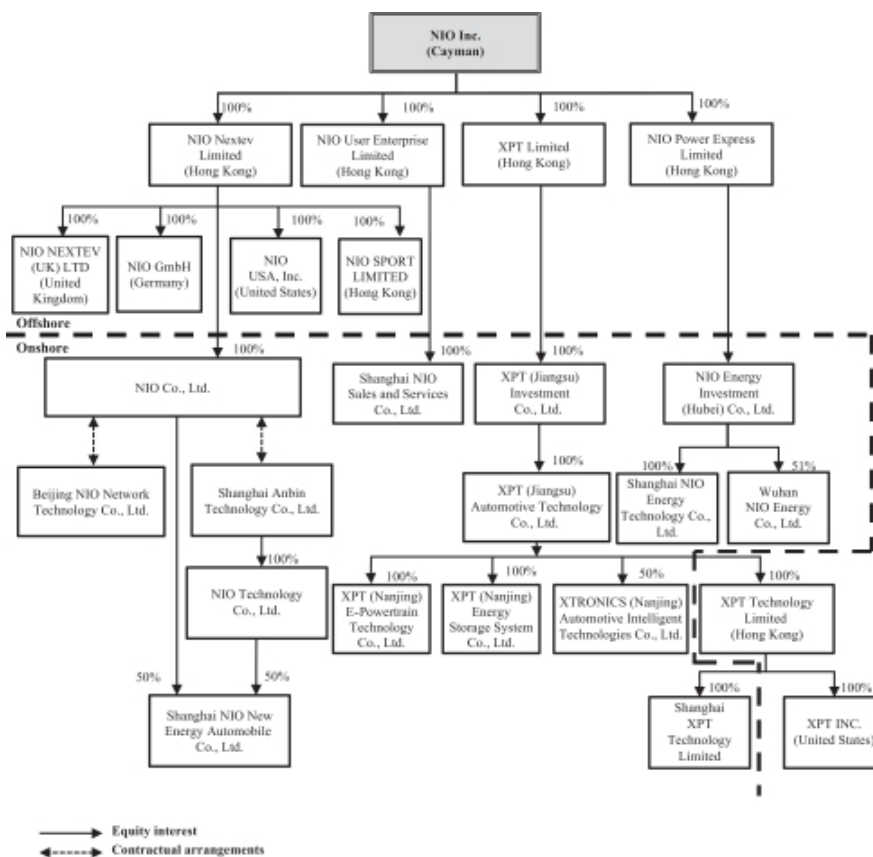 NIO Inc.
(Cayman)
100%
100%
100%
100%
NIO Nextev
Limited
(Hong Kong)
NIO User Enterprise
Limited
(Hong Kong)
XPT Limited
(Hong Kong)
NIO Power Express
Limited
(Hong Kong)
100%
100%
100%
100%
NIO NEXTEV
(UK) LTD
(United
Kingdom)
NIO GmbH
(Germany)
NIO
USA, Inc.
(United States)
NIO SPORT
LIMITED
(Hong Kong)
Offshore
Onshore
100%
100%
100%
100%
NIO Co., Ltd.
Shanghai NIO
Sales and Services
Co., Ltd.
XPT (Jiangsu)
Investment
Co., Ltd.
NIO Energy
Investment
(Hubei) Co., Ltd.
100%
100%
51%
Beijing NIO Network
Technology Co., Ltd.
Shanghai Anbin
Technology Co., Ltd.
XPT (Jiangsu)
Automotive Technology
Co., Ltd.
Shanghai NIO
Energy
Technology Co.,
Ltd.
Wuhan
NIO Energy
Co., Ltd.
100%
100%
100%
50%
100%
NIO Technology
Co., Ltd.
XPT (Nanjing)
E-Powertrain
Technology
Co., Ltd.
XPT (Nanjing)
Energy
Storage System
Co., Ltd.
XTRONICS (Nanjing)
Automotive Intelligent
Technologies Co., Ltd.
XPT Technology
Limited
(Hong Kong)
50%
50%
100%
100%
Shanghai NIO New
Energy Automobile
Co., Ltd.
Shanghai
XPT
Technology
Limited
XPT INC.
(United States)
Equity interest
Contractual arrangements